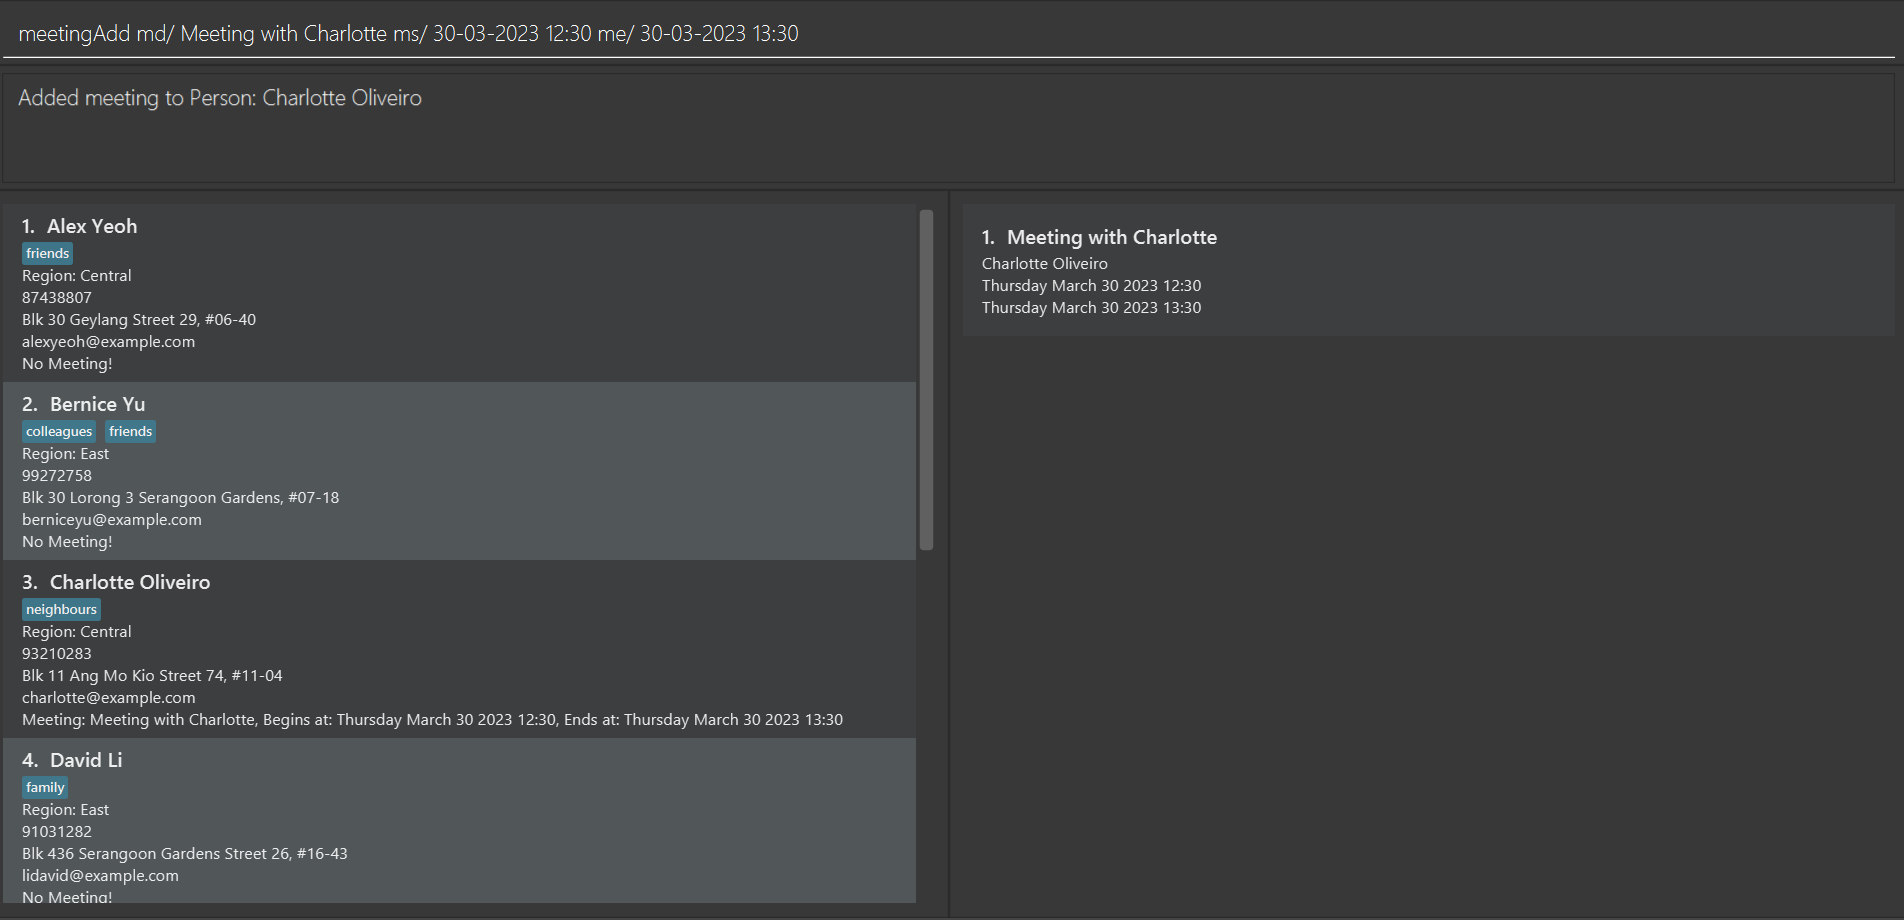 meetingAdd md/ Meeting with Charlotte ms/ 30-03-2023 12:30 me/ 30-03-2023 13:30
Added meeting to Person: Charlotte Oliveiro
1. Alex Yeoh
friends
Region: Central
87438807
Blk 30 Geylang Street 29, #06-40
alexyeoh@example.com
No Meeting!
2. Bernice Yu
colleagues friends
Region: East
99272758
Blk 30 Lorong 3 Serangoon Gardens, #07-18
berniceyu@example.com
No Meeting!
3. Charlotte Oliveiro
neighbours
Region: Central
93210283
Blk 11 Ang Mo Kio Street 74, #11-04
charlotte@example.com
Meeting: Meeting with Charlotte, Begins at: Thursday March 30 2023 12:30, Ends at: Thursday March 30 2023 13:30
4. David Li
family
Region: East
91031282
Blk 436 Serangoon Gardens Street 26, #16-43
lidavid@example.com
No Meeting!
1. Meeting with Charlotte
Charlotte Oliveiro
Thursday March 30 2023 12:30
Thursday March 30 2023 13:30